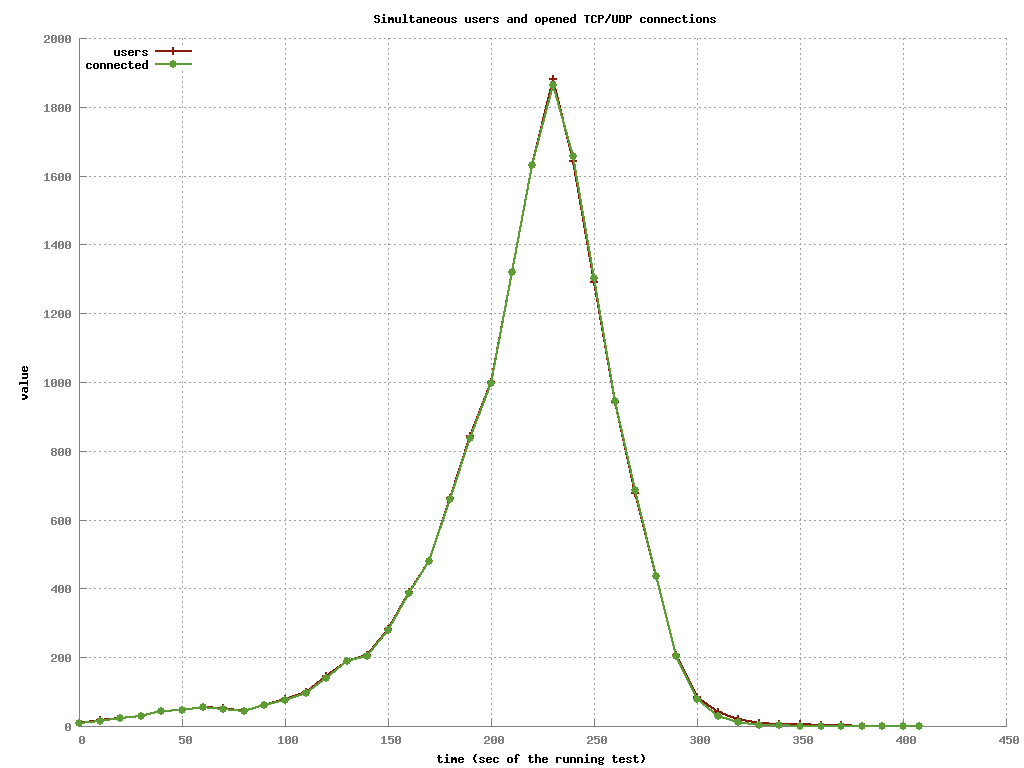 Simultaneous users and opened TCP/UDP connections
2000
users
connected
1800
1600
1400
1200
1000
value
800
600
400
200
0
0 50 100 150 200 250 300 350 400 450
time (sec of the running test)